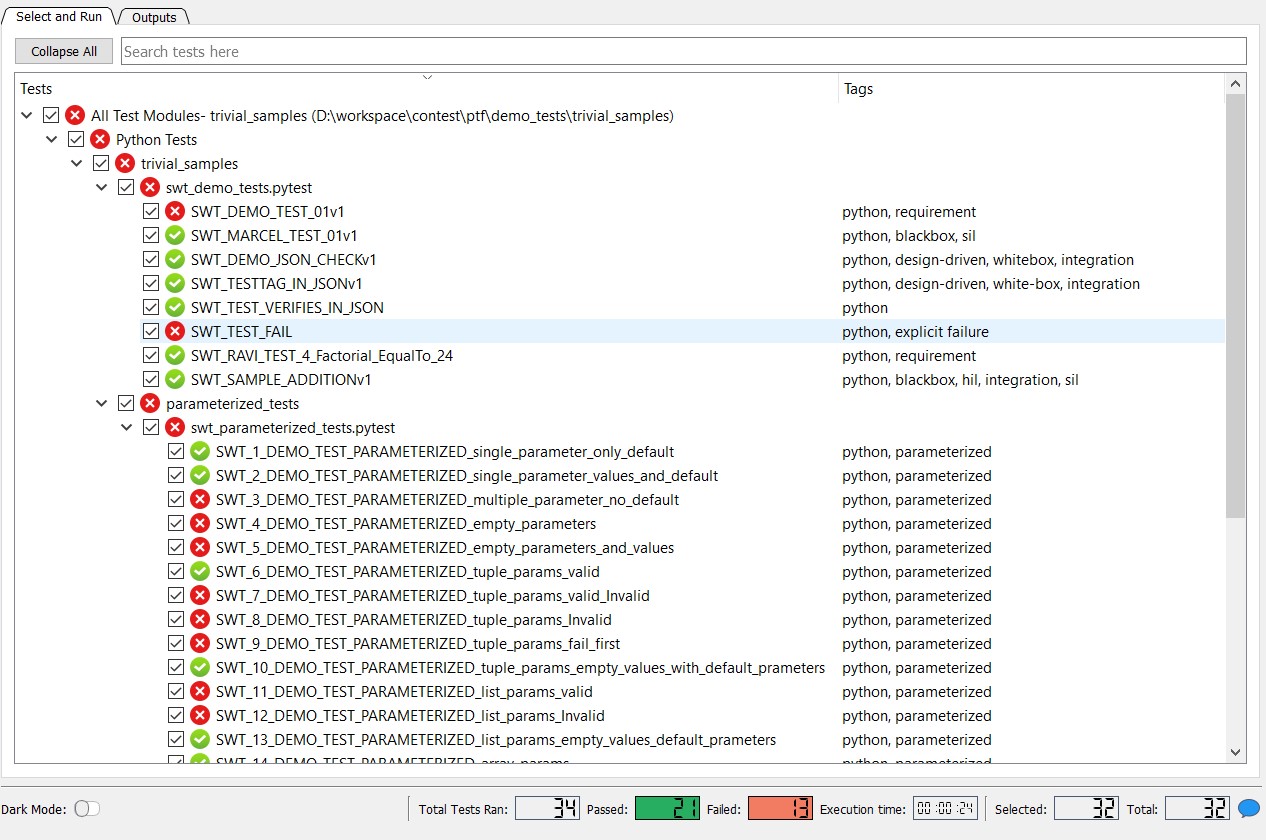 Select and Run Outputs
Collapse All Search tests here
Tests Tags
All Test Modules- trivial_samples (D:\workspace\contest\ptf\demo_tests\trivial_samples)
Python Tests
trivial_samples
swt_demo_tests.pytest
SWT_DEMO_TEST_01v1 python, requirement
SWT_MARCEL_TEST_01v1 python, blackbox, sil
SWT_DEMO_JSON_CHECKv1 python, design-driven, whitebox, integration
SWT_TESTTAG_IN_JSONv1 python, design-driven, white-box, integration
SWT_TEST_VERIFIES_IN_JSON python
SWT_TEST_FAIL python, explicit failure
SWT_RAVI_TEST_4_Factorial_EqualTo_24 python, requirement
SWT_SAMPLE_ADDITIONv1 python, blackbox, hil, integration, sil
parameterized_tests
swt_parameterized_tests.pytest
SWT_1_DEMO_TEST_PARAMETERIZED_single_parameter_only_default python, parameterized
SWT_2_DEMO_TEST_PARAMETERIZED_single_parameter_values_and_default python, parameterized
SWT_3_DEMO_TEST_PARAMETERIZED_multiple_parameter_no_default python, parameterized
SWT_4_DEMO_TEST_PARAMETERIZED_empty_parameters python, parameterized
SWT_5_DEMO_TEST_PARAMETERIZED_empty_parameters_and_values python, parameterized
SWT_6_DEMO_TEST_PARAMETERIZED_tuple_params_valid python, parameterized
SWT_7_DEMO_TEST_PARAMETERIZED_tuple_params_valid_Invalid python, parameterized
SWT_8_DEMO_TEST_PARAMETERIZED_tuple_params_Invalid python, parameterized
SWT_9_DEMO_TEST_PARAMETERIZED_tuple_params_fail_first python, parameterized
SWT_10_DEMO_TEST_PARAMETERIZED_tuple_params_empty_values_with_default_prameters python, parameterized
SWT_11_DEMO_TEST_PARAMETERIZED_list_params_valid python, parameterized
SWT_12_DEMO_TEST_PARAMETERIZED_list_params_Invalid python, parameterized
SWT_13_DEMO_TEST_PARAMETERIZED_list_params_empty_values_default_prameters python, parameterized
SWT_14_DEMO_TEST_PARAMETERIZED_array_params python, parameterized
Dark Mode: Total Tests Ran: 34 Passed: 21 Failed: 13 Execution time: 00:00:24 Selected: 32 Total: 32